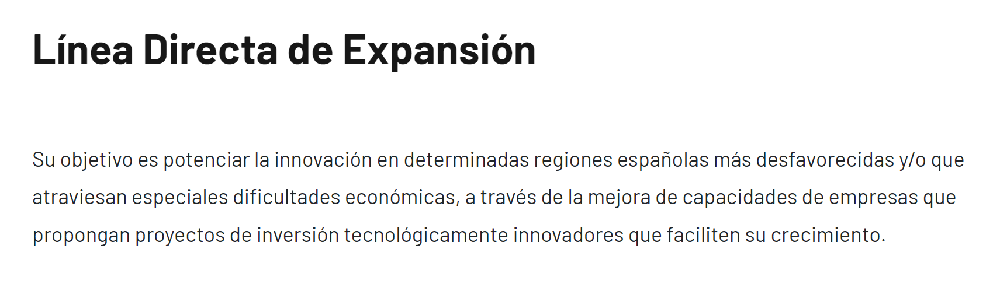 Línea Directa de Expansión
Su objetivo es potenciar la innovación en determinadas regiones españolas más desfavorecidas y/o que
atraviesan especiales dificultades económicas, a través de la mejora de capacidades de empresas que
propongan proyectos de inversión tecnológicamente innovadores que faciliten su crecimiento.